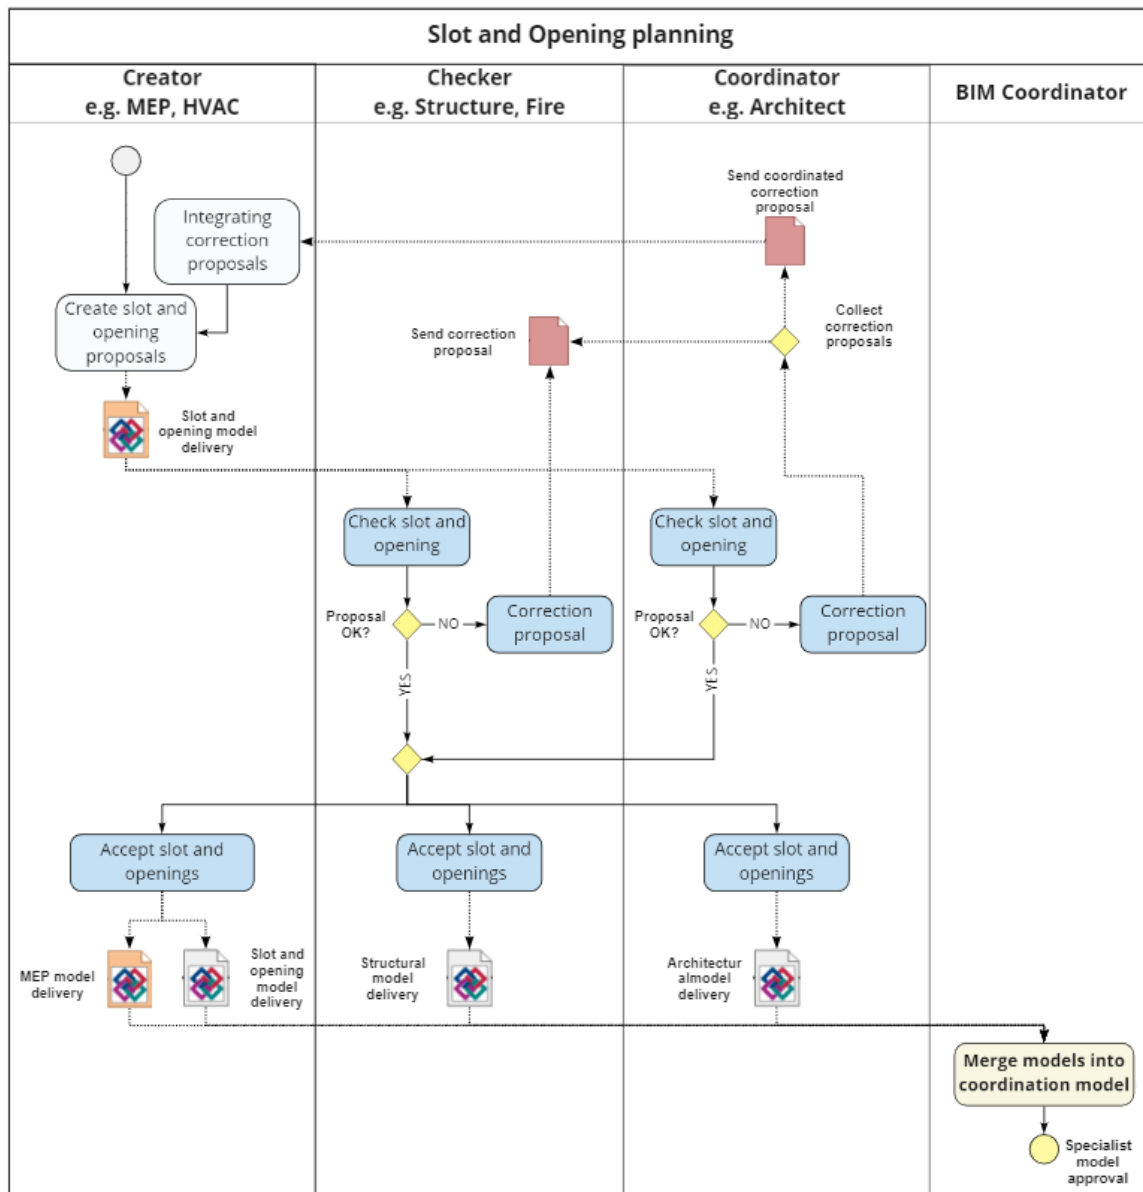 Slot and Opening planning
Creator
e.g. MEP, HVAC
Checker
e.g. Structure, Fire
Coordinator
e.g. Architect
BIM Coordinator
Send coordinated
correction
proposal
Integrating
correction
proposals
Create slot and
opening
proposals
Send correction
proposal
Collect
correction
proposals
Slot and
opening model
delivery
Check slot and
opening
Check slot and
opening
Proposal
OK?
NO
Correction
proposal
Proposal
OK?
NO
Correction
proposal
YES
YES
Accept slot and
openings
Accept slot and
openings
Accept slot and
openings
MEP model
delivery
Slot and
opening
model
delivery
Structural
model
delivery
Architectur
almodel
delivery
Merge models into
coordination model
Specialist
model
approval